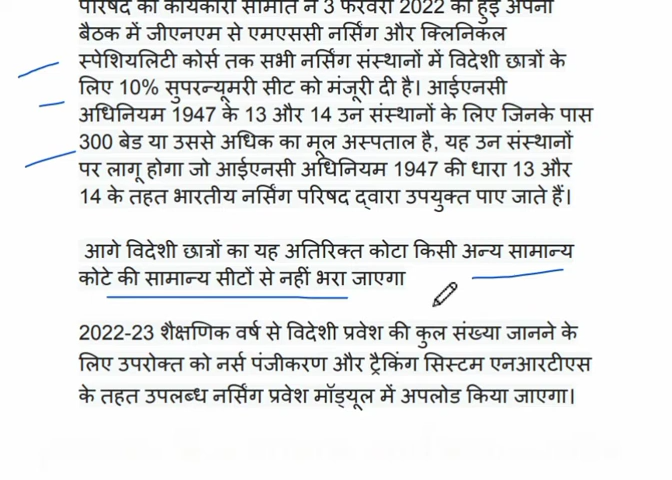 परिषद की कार्यकारी समिति ने 3 फरवरी 2022 को हुई अपनी
बैठक में जीएनएम से एमएससी नर्सिंग और क्लिनिकल
स्पेशियलिटी कोर्स तक सभी नर्सिंग संस्थानों में विदेशी छात्रों के
लिए 10% सुपरन्यूमरी सीट को मंजूरी दी है। आईएनसी
अधिनियम 1947 के 13 और 14 उन संस्थानों के लिए जिनके पास
300 बेड या उससे अधिक का मूल अस्पताल है, यह उन संस्थानों
पर लागू होगा जो आईएनसी अधिनियम 1947 की धारा 13 और
14 के तहत भारतीय नर्सिंग परिषद द्वारा उपयुक्त पाए जाते हैं।
आगे विदेशी छात्रों का यह अतिरिक्त कोटा किसी अन्य सामान्य
कोटे की सामान्य सीटों से नहीं भरा जाएगा
2022-23 शैक्षणिक वर्ष से विदेशी प्रवेश की कुल संख्या जानने के
लिए उपरोक्त को नर्स पंजीकरण और ट्रैकिंग सिस्टम एनआरटीएस
के तहत उपलब्ध नर्सिंग प्रवेश मॉड्यूल में अपलोड किया जाएगा।